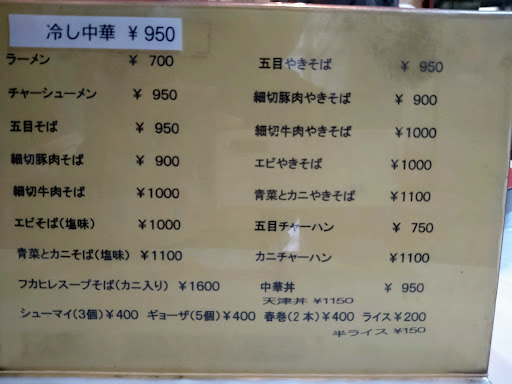 冷し中華 ¥950
ラーメン ¥ 700
チャーシューメン ¥ 950
五目そば ¥ 950
細切豚肉そば ¥ 900
細切牛肉そば ¥1000
エビそば(塩味) ¥1000
青菜とカニそば(塩味) ¥1100
フカヒレスープそば(カニ入り) ¥1600
五目やきそば ¥ 950
細切豚肉やきそば ¥ 900
細切牛肉やきそば ¥1000
エビやきそば ¥1000
青菜とカニやきそば ¥1100
五目チャーハン ¥ 750
カニチャーハン ¥1100
中華丼 ¥ 950
天津丼 ¥1150
シューマイ(3個)¥400 ギョーザ(5個)¥400 春巻(2本)¥400 ライス¥200
半ライス¥150